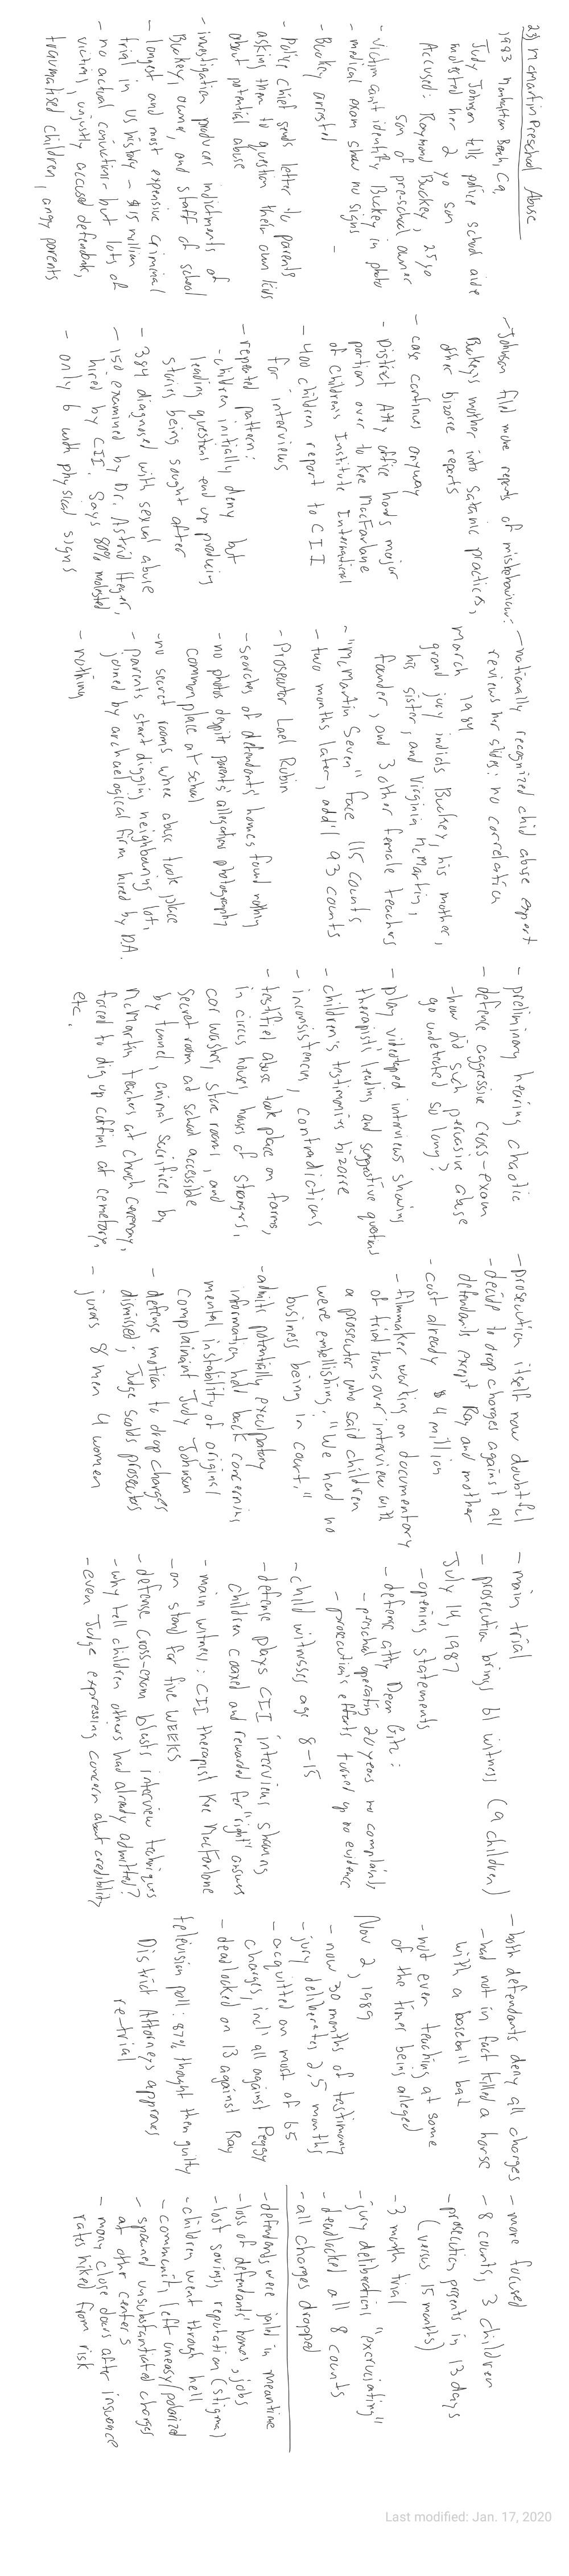 23) McMartin Preschool Abuse
1983 Manhattan Beach, Ca,
Judy Johnson tells police school aide
molested her 2 yo son
Accused: Raymond Buckey, 25 yo
son of pre-school owner
- victim can't identify Buckey in photo
- medical exam show no signs
- Buckey arrested
- Police Chief sends letter to parents
asking them to question their own kids
about potential abuse
- investigation produces indictments of
Buckey, owner, and staff of school
- longest and most expensive criminal
trial in US history - $15 million
- no actual convictions - but lots of
victims, unjustly accused defendants,
traumatised children, angry parents
- Johnson filed more reports of misbehaviour:
Buckey's mother into Satanic practices,
other bizarre reports
- case continues anyway
- District Atty office hands major
portion over to Kee MacFarlane
of Children's Institute International
- 400 children report to CII
for interviews
- repeated pattern:
- children initially deny but
leading questions end up producing
stories being sought after
- 384 diagnosed with sexual abuse
- 150 examined by Dr. Astrid Heger,
hired by CII. Says 80% molested
- only 6 with physical signs
- nationally recognized chid abuse expert
reviews her slides: no correlation
March 1984
grand jury indicts Buckey, his mother,
his sister, and Virginia McMartin,
founder, and 3 other female teachers
- "McMartin Seven" face 115 counts
- two months later, add'l 93 counts
- Prosecutor Lael Rubin
- searches of defendants' homes found nothing
- no photos despite parents' allegations photography
common place at school
- no secret rooms where abuse took place
- parents start digging neighbouring lot,
joined by archaelogical firm hired by D.A.
- nothing
- preliminary hearing chaotic
- defense aggressive cross-exam
- how did such pervasive abuse
go undetected so long?
- play videotaped interviews showing
therapists' leading and suggestive questions
- children's testimonies bizarre
- inconsistencies, contradictions
- testified abuse took place on farms,
in circus houses, houses of strangers,
car washes, store rooms, and
secret room at school accessible
by tunnel, animal sacrifices by
McMartin teachers at church ceremony,
forced to dig up coffins at cemetery,
etc.
- prosecution itself now doubtful
- decide to drop charges against all
defendants except Ray and mother
- cost already $4 million
- filmmaker working on documentary
of trial turns over interview with
a prosecutor who said children
were embellishing. "We had no
business being in court."
- admits potentially exculpatory
information held back concerning
mental instability of original
complainant Judy Johnson
- defense motion to drop charges
dismissed; Judge scolds prosecutors
- jurors 8 men 4 women
- main trial
- prosecution brings 61 witness (9 children)
July 14, 1987
- opening statements
- defense atty Dean Gits:
- preschool operating 20 years no complaints
- prosecution's efforts turned up no evidence
- child witnesses age 8-15
- defense plays CII interviews showing
children coaxed and rewarded for "right" answers
- main witness: CII therapist Kee MacFarlane
- on stand for five WEEKS
- defense cross-exam blasts interview techniques
- why tell children others had already admitted?
- even Judge expressing concern about credibility
- both defendants deny all charges
- had not in fact killed a horse
with a baseball bat
- not even teaching at some
of the times being alleged
Nov 2, 1989
- now 30 months of testimony
- jury deliberates 2.5 months
- acquitted on most of 65
charges, incl' all against Peggy
- deadlocked on 13 against Ray
television poll: 87% thought then guilty
District Attorneys approves
re-trial
- more focused
- 8 counts, 3 children
- prosecution presents in 13 days
(versus 15 months)
- 3 month trial
- jury deliberations "excruciating"
- deadlocked all 8 counts
- all charges dropped
- defendants were jailed in meantime
- loss of defendants' homes, jobs
- lost savings, reputation (stigma)
- children went through hell
- community left uneasy/polarized
- spawned unsubstantiated charges
at other centers
- many close doors after insurance
rates hiked from risk
Last modified: Jan. 17, 2020